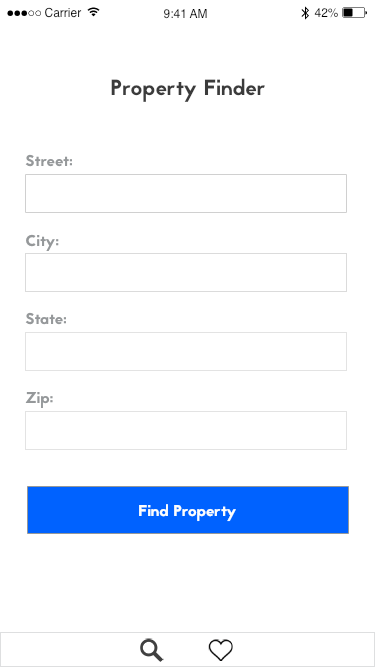 Carrier 9:41 AM 42%
Property Finder
Street:
City:
State:
Zip:
Find Property